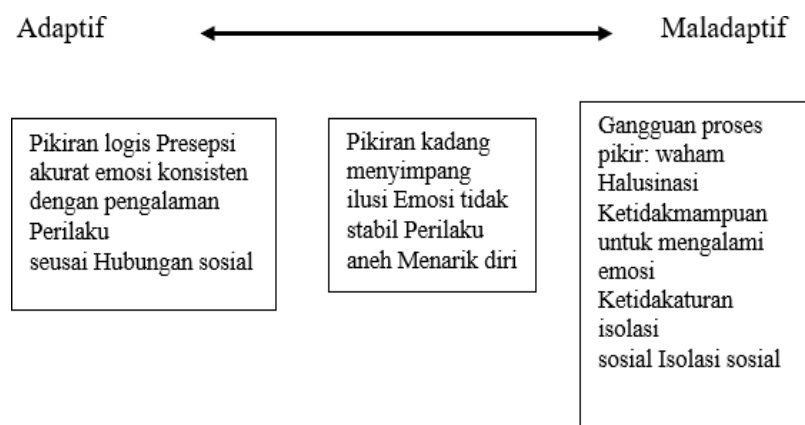 Adaptif
Maladaptif
Pikiran logis Presepsi
akurat emosi konsisten
dengan pengalaman
Perilaku
seusai Hubungan sosial
Pikiran kadang
menyimpang
ilusi Emosi tidak
stabil Perilaku
aneh Menarik diri
Gangguan proses
pikir: waham
Halusinasi
Ketidakmampuan
untuk mengalami
emosi
Ketidakaturan
isolasi
sosial Isolasi sosial